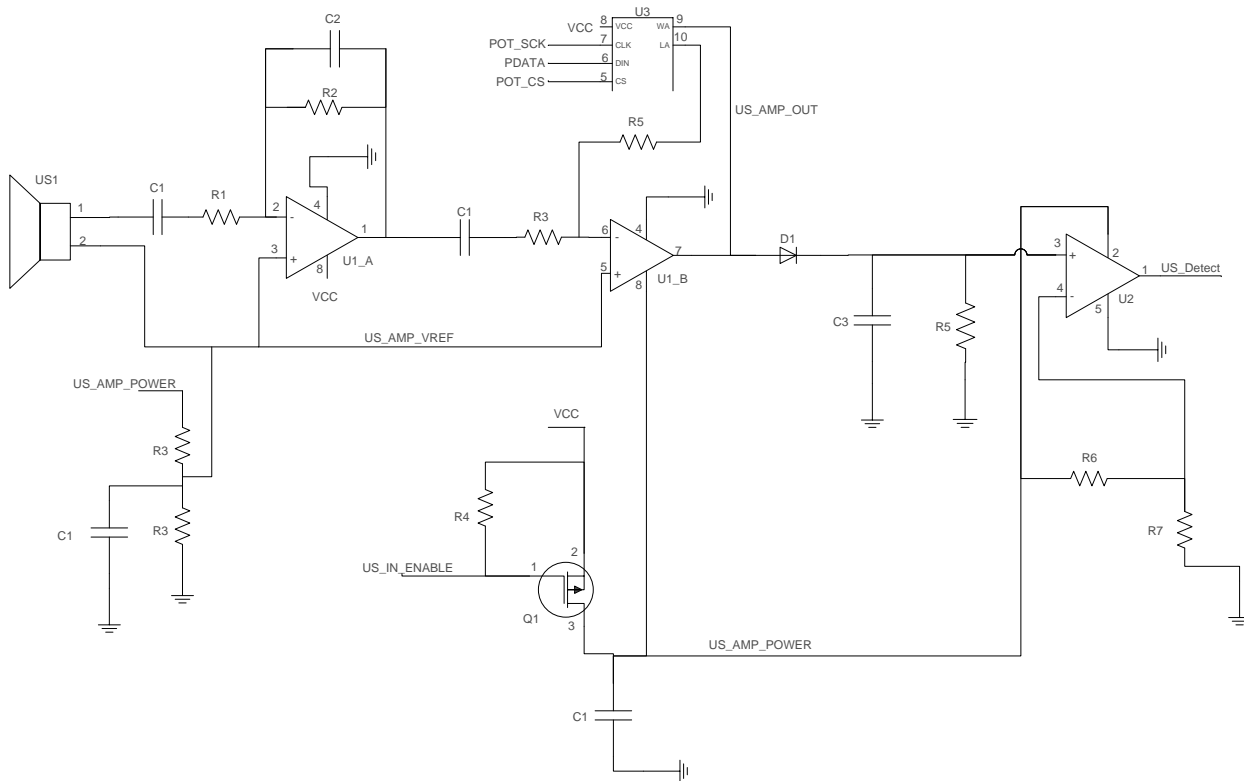 C2
U3
VCC 8 VCC WA 9
POT_SCK 7 CLK LA 10
PDATA 6 DIN
POT_CS 5 CS
R2
US_AMP_OUT
R5
US1
C1
R1
1
2
2 -
3 +
4
1
8
U1_A
VCC
C1
R3
6 -
5 +
4
7
8
U1_B
D1
3 +
4 -
2
1
5
U2
US_Detect
C3
R5
US_AMP_VREF
US_AMP_POWER
R3
C1
R3
VCC
R4
US_IN_ENABLE
1
2
3
Q1
US_AMP_POWER
R6
R7
C1